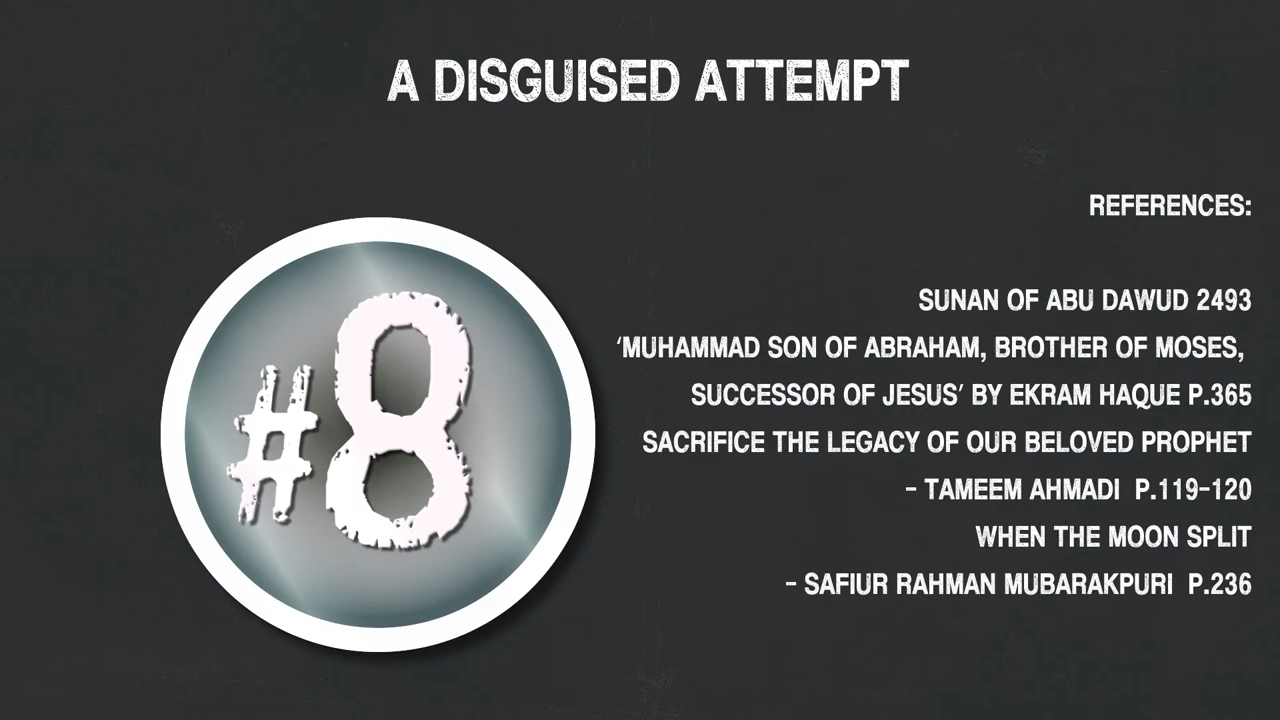 A DISGUISED ATTEMPT
#8
REFERENCES:
SUNAN OF ABU DAWUD 2493
‘MUHAMMAD SON OF ABRAHAM, BROTHER OF MOSES,
SUCCESSOR OF JESUS’ BY EKRAM HAQUE P.365
SACRIFICE THE LEGACY OF OUR BELOVED PROPHET
- TAMEEM AHMADI P.119-120
WHEN THE MOON SPLIT
- SAFIUR RAHMAN MUBARAKPURI P.236